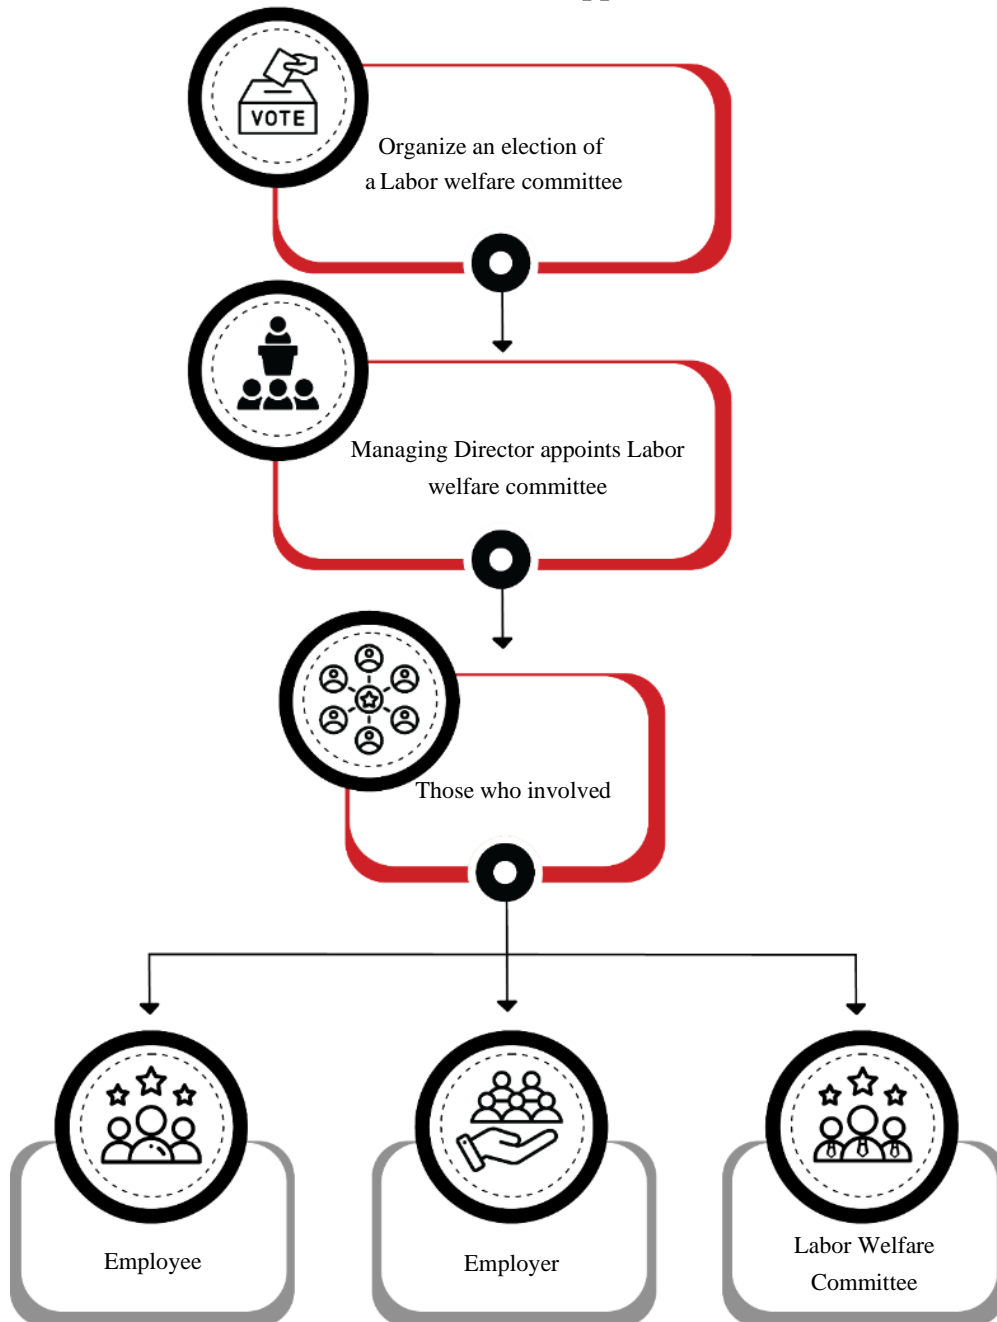 VOTE
Organize an election of
a Labor welfare committee
Managing Director appoints Labor
welfare committee
Those who involved
Employee
Employer
Labor Welfare
Committee